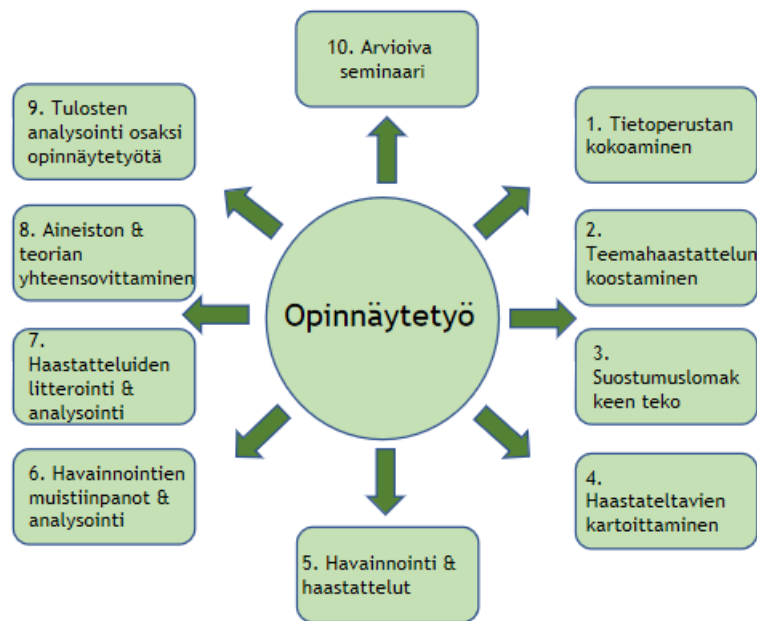 10. Arvioiva
seminaari
9. Tulosten
analysointi osaksi
opinnäytetyötä
1. Tietoperustan
kokoaminen
8. Aineiston &
teorian
yhteensovittaminen
2.
Teemahaastattelun
koostaminen
Opinnäytetyö
7.
Haastatteluiden
litterointi &
analysointi
3.
Suostumuslomak
keen teko
6. Havainnointien
muistiinpanot &
analysointi
4.
Haastateltavien
kartoittaminen
5. Havainnointi &
haastattelut